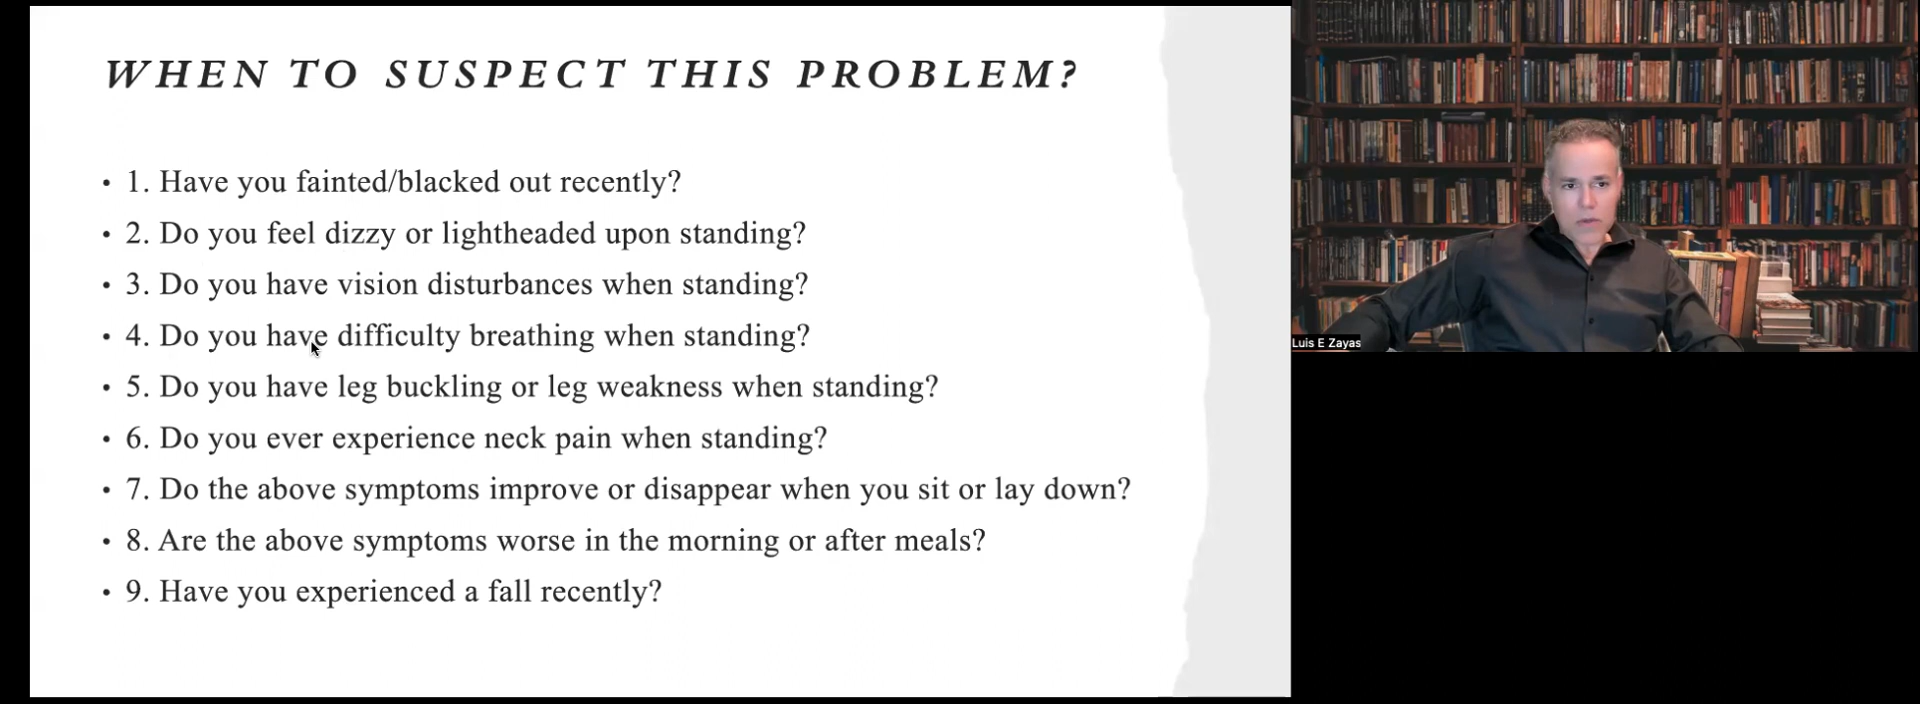 WHEN TO SUSPECT THIS PROBLEM?
• 1. Have you fainted/blacked out recently?
• 2. Do you feel dizzy or lightheaded upon standing?
• 3. Do you have vision disturbances when standing?
• 4. Do you have difficulty breathing when standing?
• 5. Do you have leg buckling or leg weakness when standing?
• 6. Do you ever experience neck pain when standing?
• 7. Do the above symptoms improve or disappear when you sit or lay down?
• 8. Are the above symptoms worse in the morning or after meals?
• 9. Have you experienced a fall recently?
Luis E Zayas